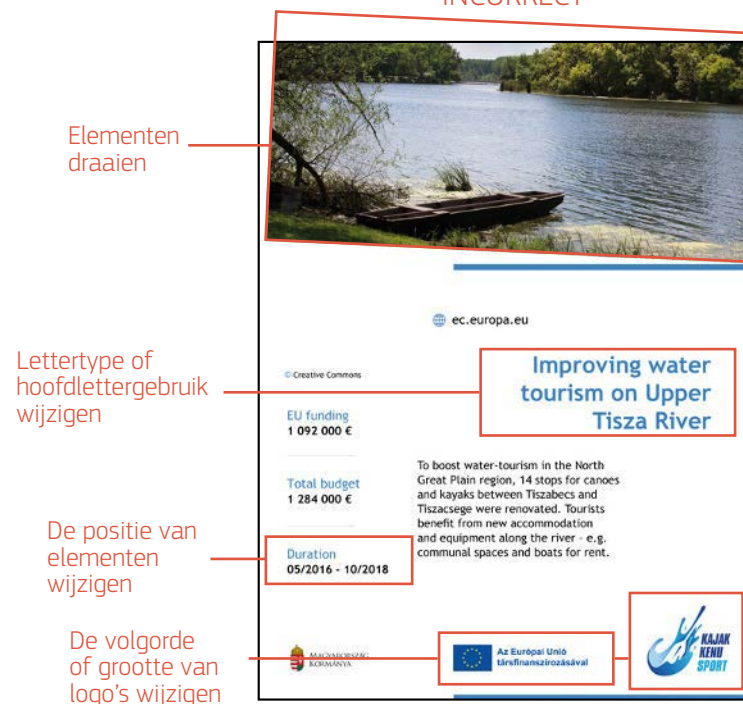 INCORRECT
Elementen
draaien
ec.europa.eu
Lettertype of
hoofdlettergebruik
wijzigen
© Creative Commons
Improving water
tourism on Upper
Tisza River
EU funding
1 092 000 €
Total budget
1 284 000 €
To boost water-tourism in the North
Great Plain region, 14 stops for canoes
and kayaks between Tiszabecs and
Tiszacsege were renovated. Tourists
benefit from new accommodation
and equipment along the river - e.g.
communal spaces and boats for rent.
De positie van
elementen
wijzigen
Duration
05/2016 - 10/2018
De volgorde
of grootte van
logo's wijzigen
MAGYARORSZÁG
KORMÁNYA
Az Európai Unió
társfinanszírozásával
KAJAK
KENU
SPORT